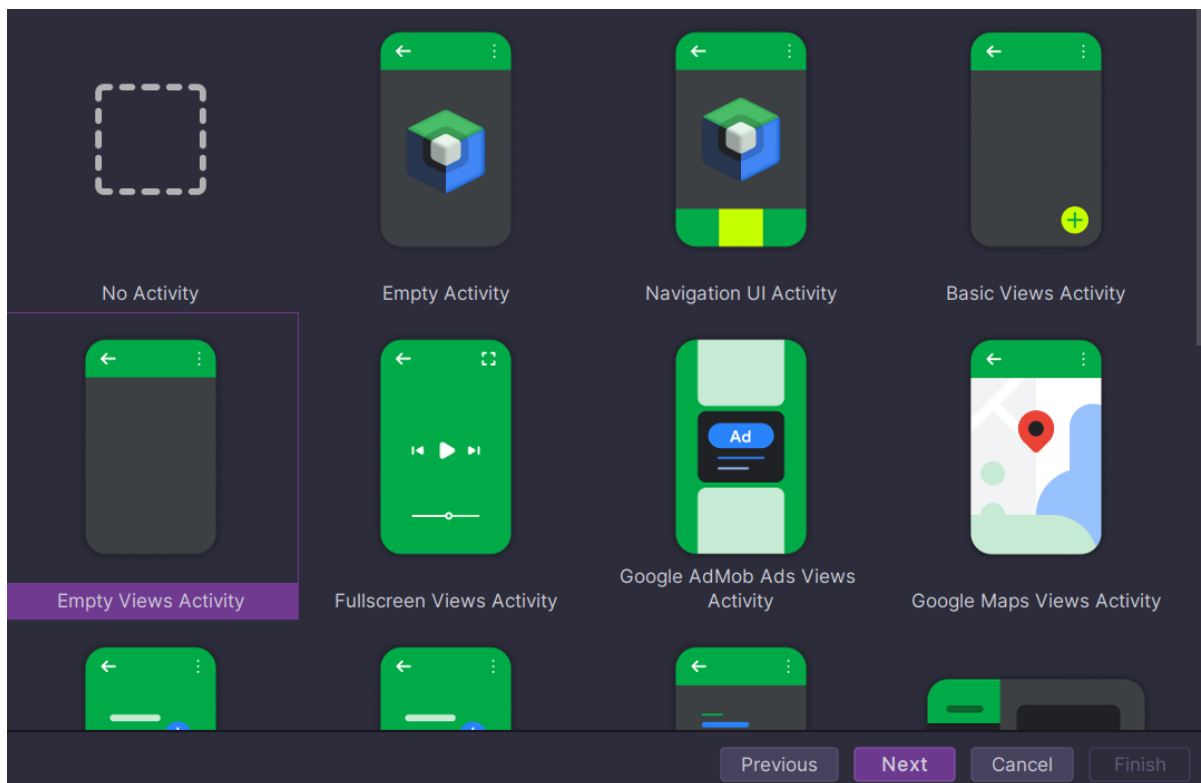 No Activity
Empty Activity
Navigation UI Activity
Basic Views Activity
Ad
Empty Views Activity
Fullscreen Views Activity
Google AdMob Ads Views
Activity
Google Maps Views Activity
Previous
Next
Cancel
Finish